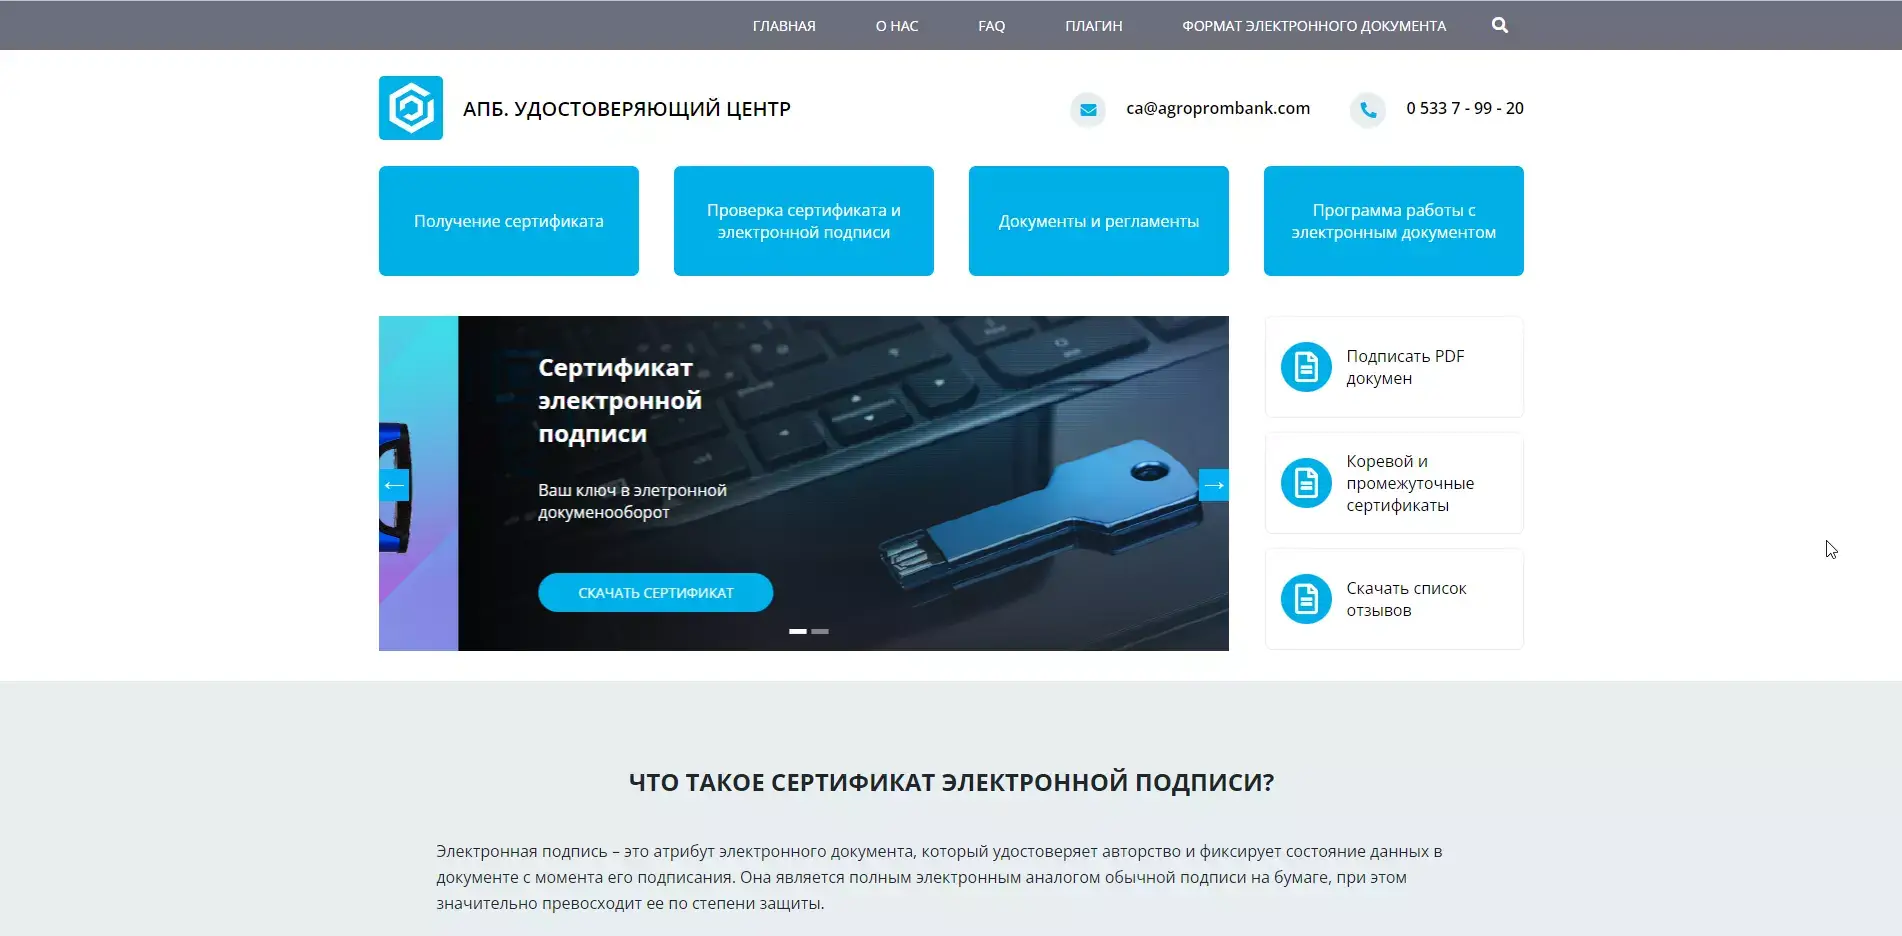 ГЛАВНАЯ О НАС FAQ ПЛАГИН ФОРМАТ ЭЛЕКТРОННОГО ДОКУМЕНТА
АПБ. УДОСТОВЕРЯЮЩИЙ ЦЕНТР
ca@agroprombank.com
0 533 7 - 99 - 20
Получение сертификата
Проверка сертификата и
электронной подписи
Документы и регламенты
Программа работы с
электронным документом
Сертификат
электронной
подписи
Ваш ключ в элетронной
докуменооборот
СКАЧАТЬ СЕРТИФИКАТ
Подписать PDF
докумен
Коревой и
промежуточные
сертификаты
Скачать список
отзывов
ЧТО ТАКОЕ СЕРТИФИКАТ ЭЛЕКТРОННОЙ ПОДПИСИ?
Электронная подпись – это атрибут электронного документа, который удостоверяет авторство и фиксирует состояние данных в
документе с момента его подписания. Она является полным электронным аналогом обычной подписи на бумаге, при этом
значительно превосходит ее по степени защиты.